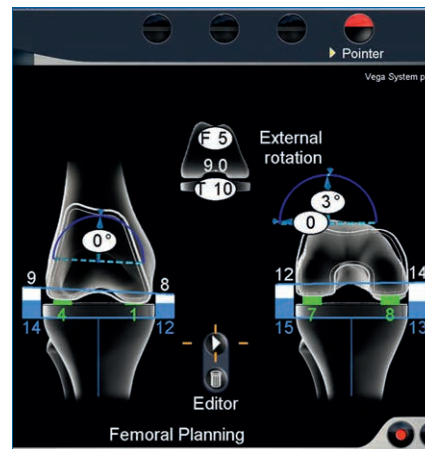 Pointer
Vega System p
F 5
9.0
T 10
External
rotation
3°
0
0°
9
8
14
4
1
12
12
14
15
7
8
13
Editor
Femoral Planning